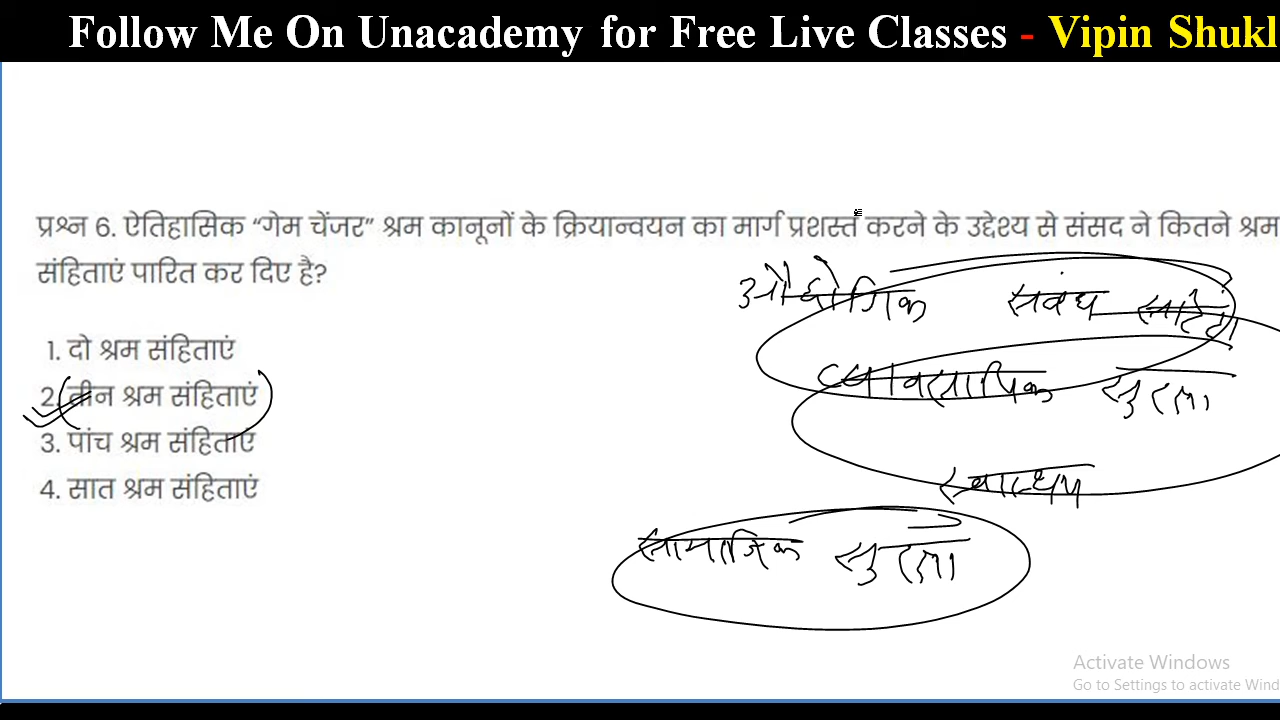 Follow Me On Unacademy for Free Live Classes - Vipin Shukl
प्रश्न 6. ऐतिहासिक “गेम चेंजर” श्रम कानूनों के क्रियान्वयन का मार्ग प्रशस्त करने के उद्देश्य से संसद ने कितने श्रम
संहिताएं पारित कर दिए है?
औद्योगिक संबंध
1. दो श्रम संहिताएं
2. तीन श्रम संहिताएं
व्यावसायिक सुरक्षा
3. पांच श्रम संहिताएं
4. सात श्रम संहिताएं
स्वास्थ्य
सामाजिक सुरक्षा
Activate Windows
Go to Settings to activate Wind